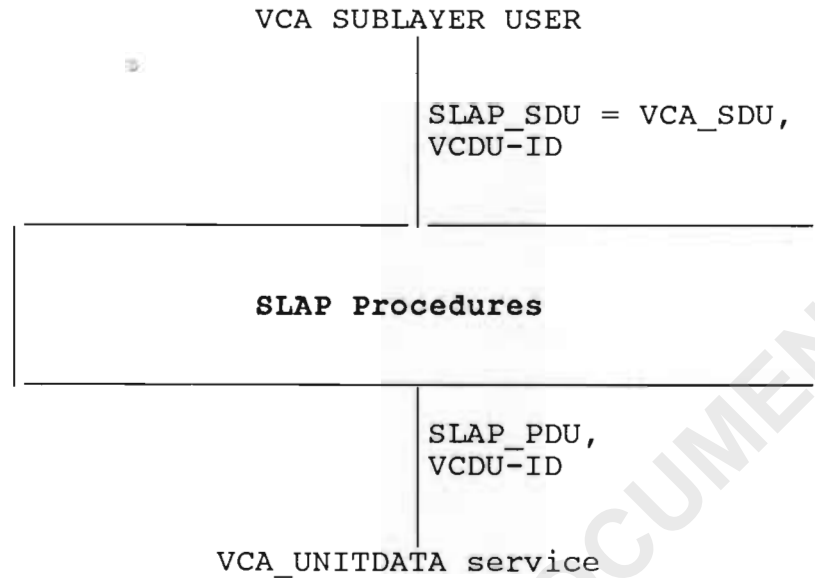 VCA SUBLAYER USER
SLAP_SDU = VCA_SDU,
VCDU-ID
SLAP Procedures
SLAP_PDU,
VCDU-ID
VCA_UNITDATA service